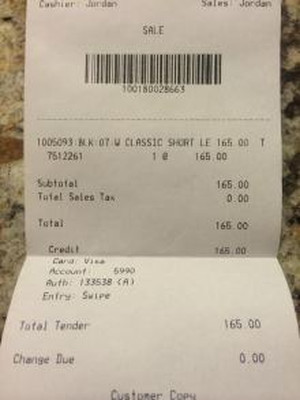 Cashier: Jordan Sales: Jordan
SALE
100180028663
1005093 BLK 07 W CLASSIC SHORT LE 165.00 T
7512261 1 @ 165.00
Subtotal 165.00
Total Sales Tax 0.00
Total 165.00
Credit 165.00
Card: Visa
Account: 5990
Auth: 133538 (A)
Entry: Swipe
Total Tender 165.00
Change Due 0.00
Customer Copy